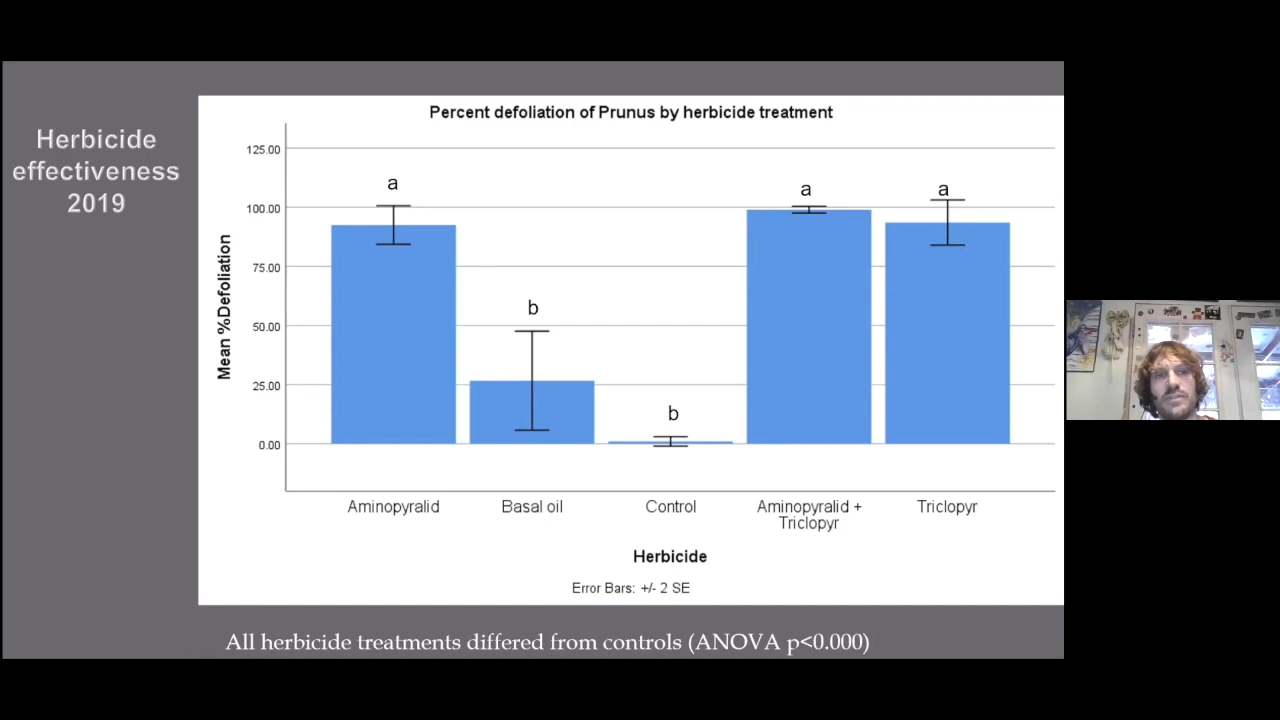 Herbicide
effectiveness
2019
Percent defoliation of Prunus by herbicide treatment
Mean %Defoliation
125.00
100.00
75.00
50.00
25.00
0.00
a
b
b
a
a
Aminopyralid
Basal oil
Control
Aminopyralid +
Triclopyr
Triclopyr
Herbicide
Error Bars: +/- 2 SE
All herbicide treatments differed from controls (ANOVA p<0.000)